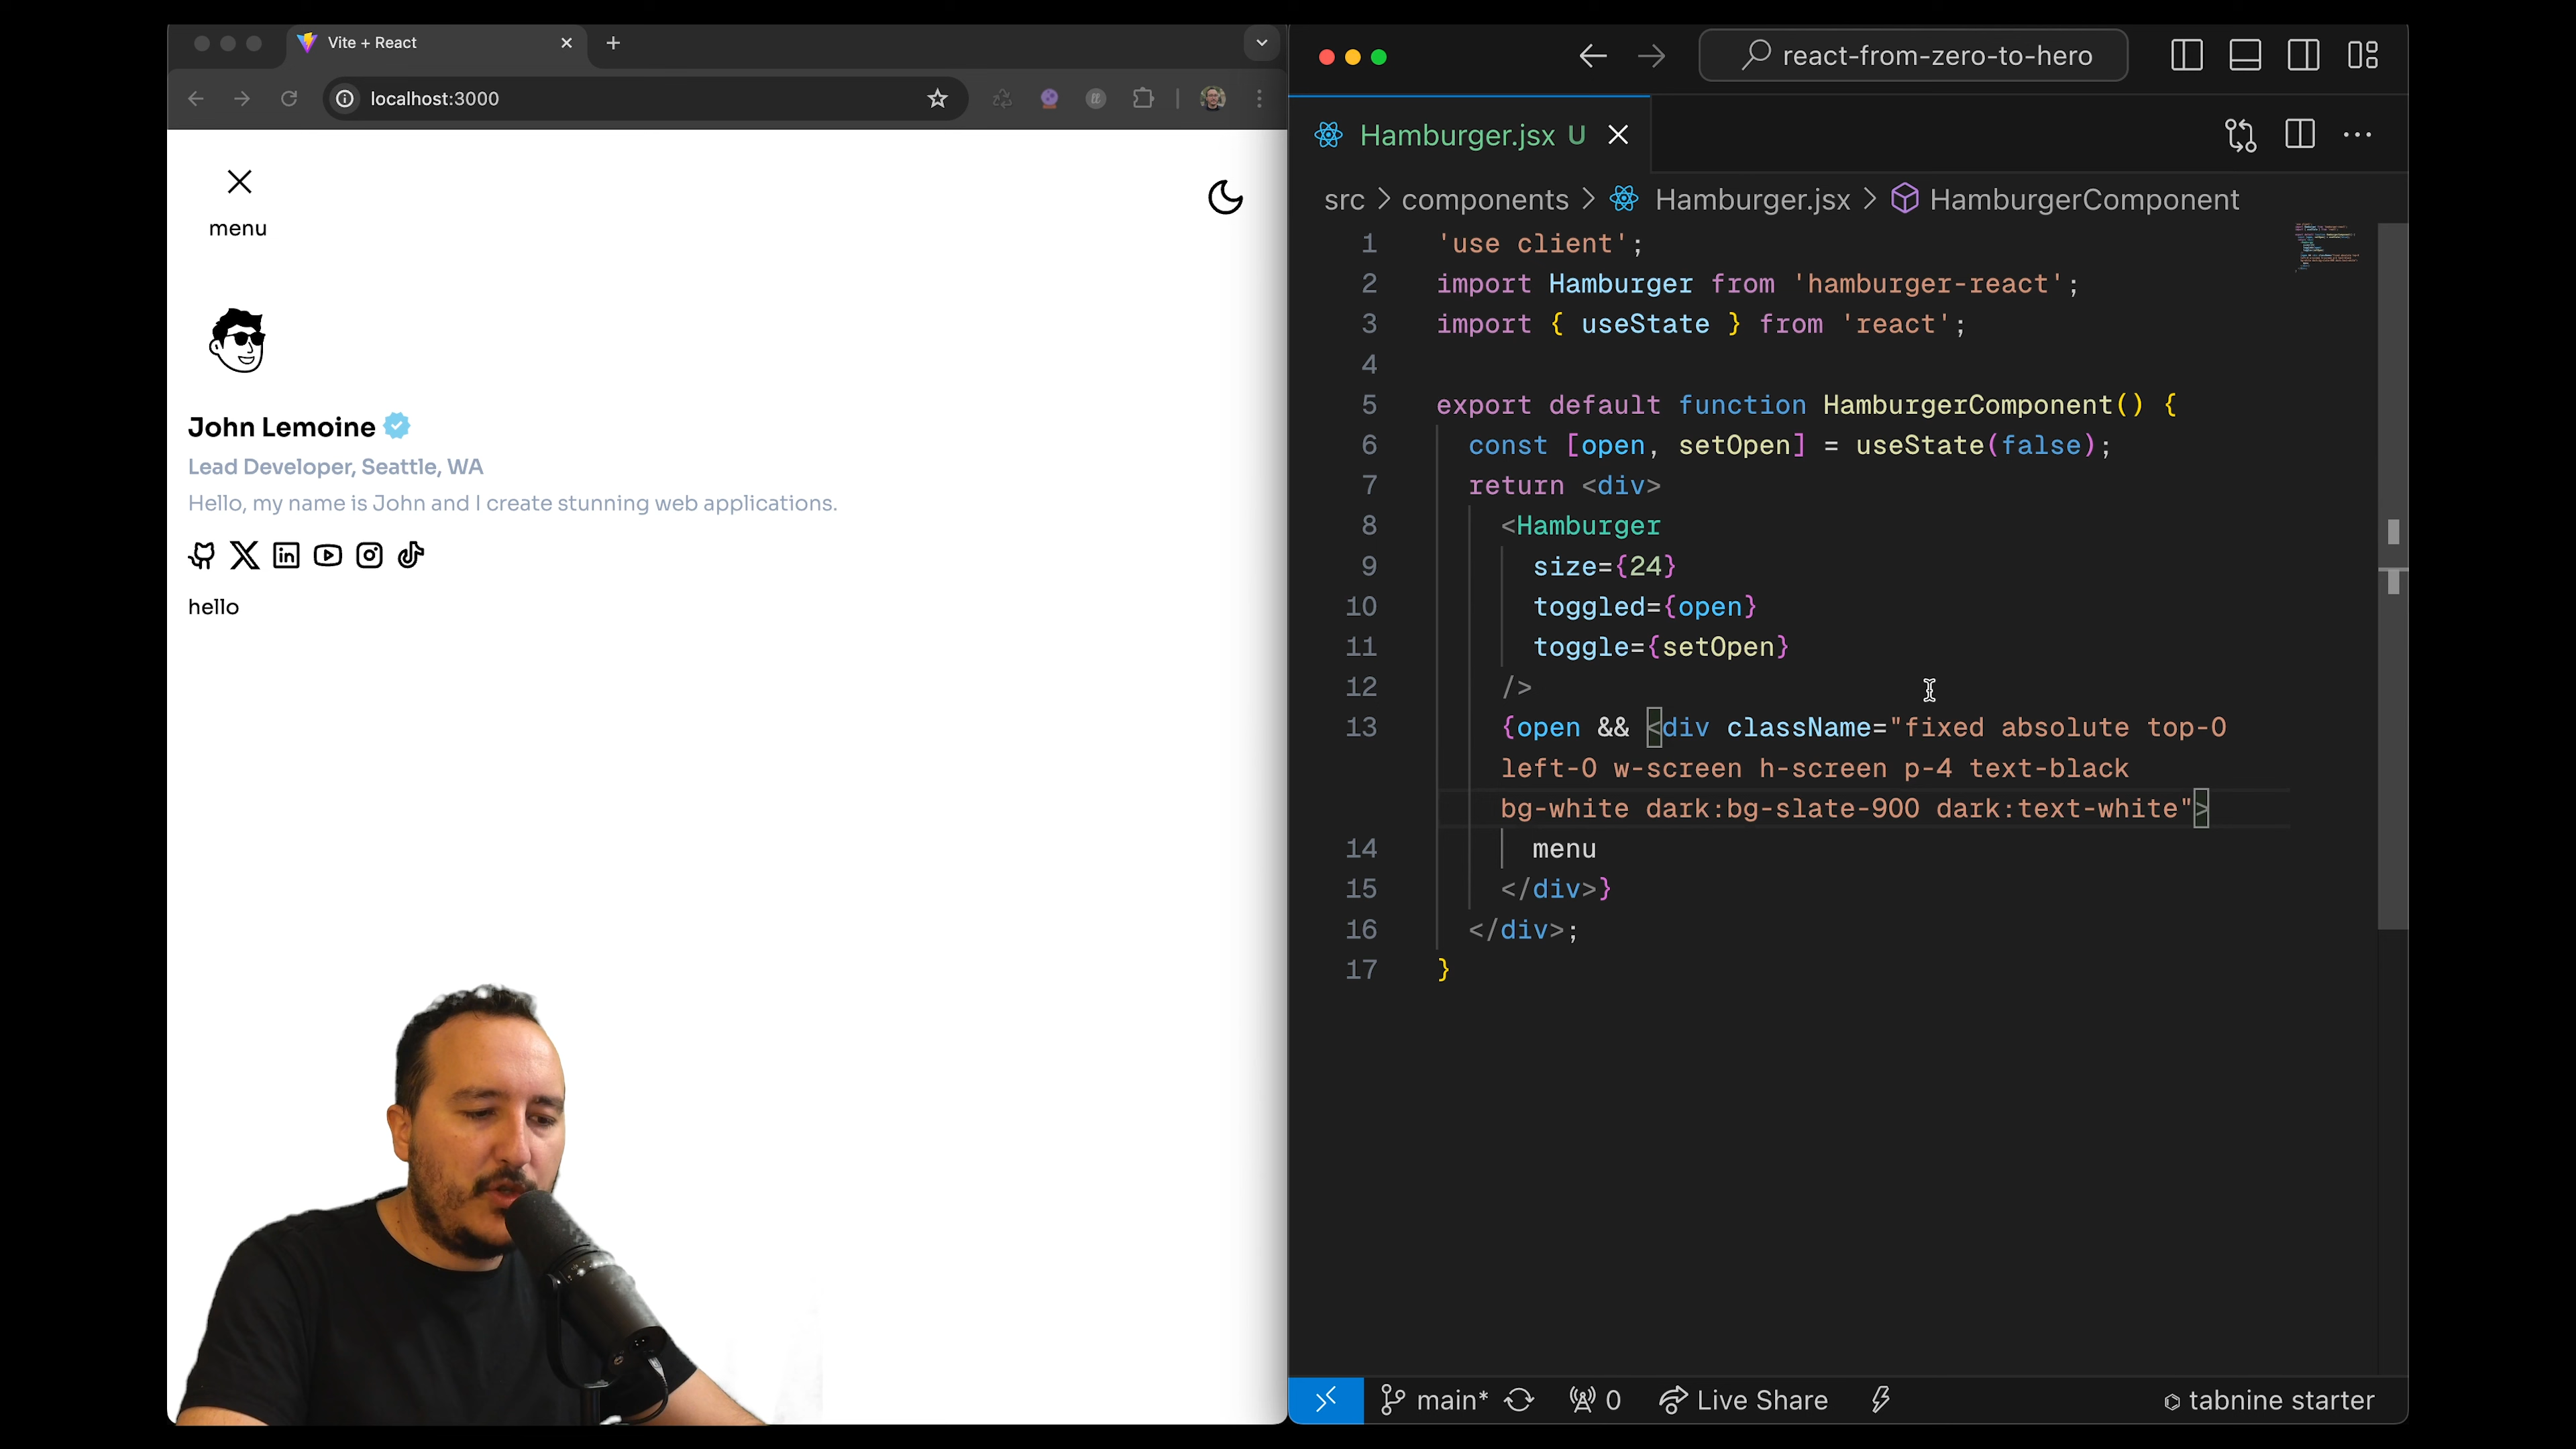 Vite + React
localhost:3000
menu
John Lemoine
Lead Developer, Seattle, WA
Hello, my name is John and I create stunning web applications.
hello
react-from-zero-to-hero
Hamburger.jsx U
src > components > Hamburger.jsx > HamburgerComponent
1 'use client';
2 import Hamburger from 'hamburger-react';
3 import { useState } from 'react';
4
5 export default function HamburgerComponent() {
6 const [open, setOpen] = useState(false);
7 return <div>
8 <Hamburger
9 size={24}
10 toggled={open}
11 toggle={setOpen}
12 />
13 {open && <div className="fixed absolute top-0
left-0 w-screen h-screen p-4 text-black
bg-white dark:bg-slate-900 dark:text-white">
14 menu
15 </div>}
16 </div>;
17 }
main* 0 Live Share tabnine starter